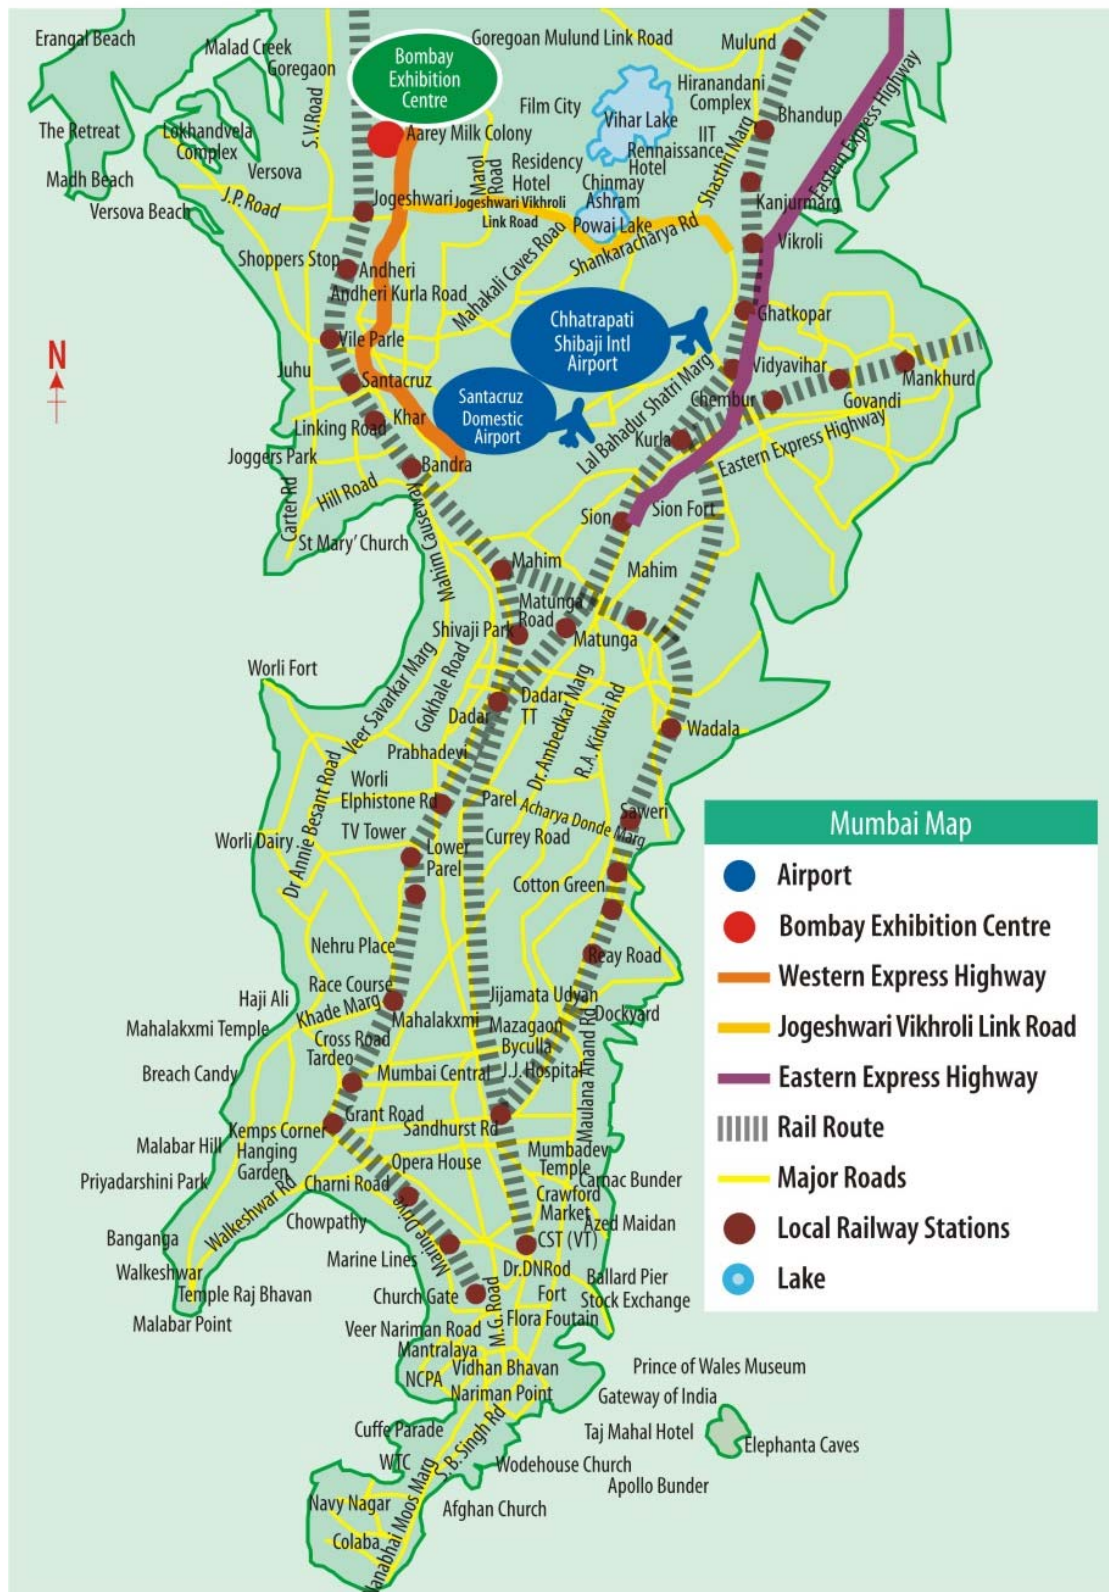 Erangal Beach
Malad Creek
Goregaon
Bombay
Exhibition
Centre
Goregoan Mulund Link Road
Mulund
Hiranandani
Complex
Bhandup
Eastern Express Highway
Film City
Vihar Lake
IIT
Rennaissance
Hotel
Shasthri Marg
S.V.Road
Aarey Milk Colony
The Retreat
Lokhandvela
Complex
Versova
Madh Beach
Versova Beach
J.P. Road
Jogeshwari
Marol
Road
Jogeshwari Vikhroli
Link Road
Residency
Hotel
Chinmay
Ashram
Powai Lake
Kanjurmarg
Vikroli
Shankaracharya Rd
Mahakali Caves Roao
Shoppers Stop
Andheri
Andheri Kurla Road
Chhatrapati
Shibaji Intl
Airport
Ghatkopar
Vile Parle
N
Juhu
Santacruz
Santacruz
Domestic
Airport
Vidyavihar
Mankhurd
Chembur
Govandi
Lal Bahadur Shatri Marg
Khar
Linking Road
Kurla
Eastern Express Highway
Joggers Park
Bandra
Hill Road
Carter Rd
Sion
Sion Fort
St Mary' Church
Mahim Causeway
Mahim
Mahim
Matunga
Road
Shivaji Park
Matunga
Worli Fort
Veer Savarkar Marg
Gokhale Road
Dadar
Dadar
TT
Dr. Ambedkar Marg
R.A. Kidwai Rd
Wadala
Prabhadevi
Worli
Elphistone Rd
Parel
Acharya Donde Marg
Saweri
Dr Annie Besant Road
TV Tower
Currey Road
Worli Dairy
Lower
Parel
Cotton Green
Nehru Place
Reay Road
Race Course
Haji Ali
Khade Marg
Jijamata Udyan
Dockyard
Mahalakxmi Temple
Mahalakxmi
Mazagaon
Cross Road
Byculla
Tardeo
Breach Candy
Mumbai Central
J.J. Hospital
Maulana Anand Rd
Grant Road
Malabar Hill
Kemps Corner
Sandhurst Rd
Hanging
Garden
Opera House
Mumbadev
Temple
Priyadarshini Park
Charni Road
Carnac Bunder
Walkeshwar Rd
Crawford
Market
Chowpathy
Azed Maidan
Banganga
Marine Drive
CST (VT)
Walkeshwar
Marine Lines
Dr.DNRod
Ballard Pier
Temple Raj Bhavan
Church Gate
Fort
Stock Exchange
Malabar Point
M.G. Road
Flora Foutain
Veer Nariman Road
Mantralaya
Vidhan Bhavan
Prince of Wales Museum
NCPA
Nariman Point
Gateway of India
Cuffe Parade
Taj Mahal Hotel
Elephanta Caves
S.B. Singh Rd
WTC
Wodehouse Church
Apollo Bunder
Navy Nagar
Afghan Church
Colaba
Nanabhai Moos Marg
Mumbai Map
Airport
Bombay Exhibition Centre
Western Express Highway
Jogeshwari Vikhroli Link Road
Eastern Express Highway
Rail Route
Major Roads
Local Railway Stations
Lake